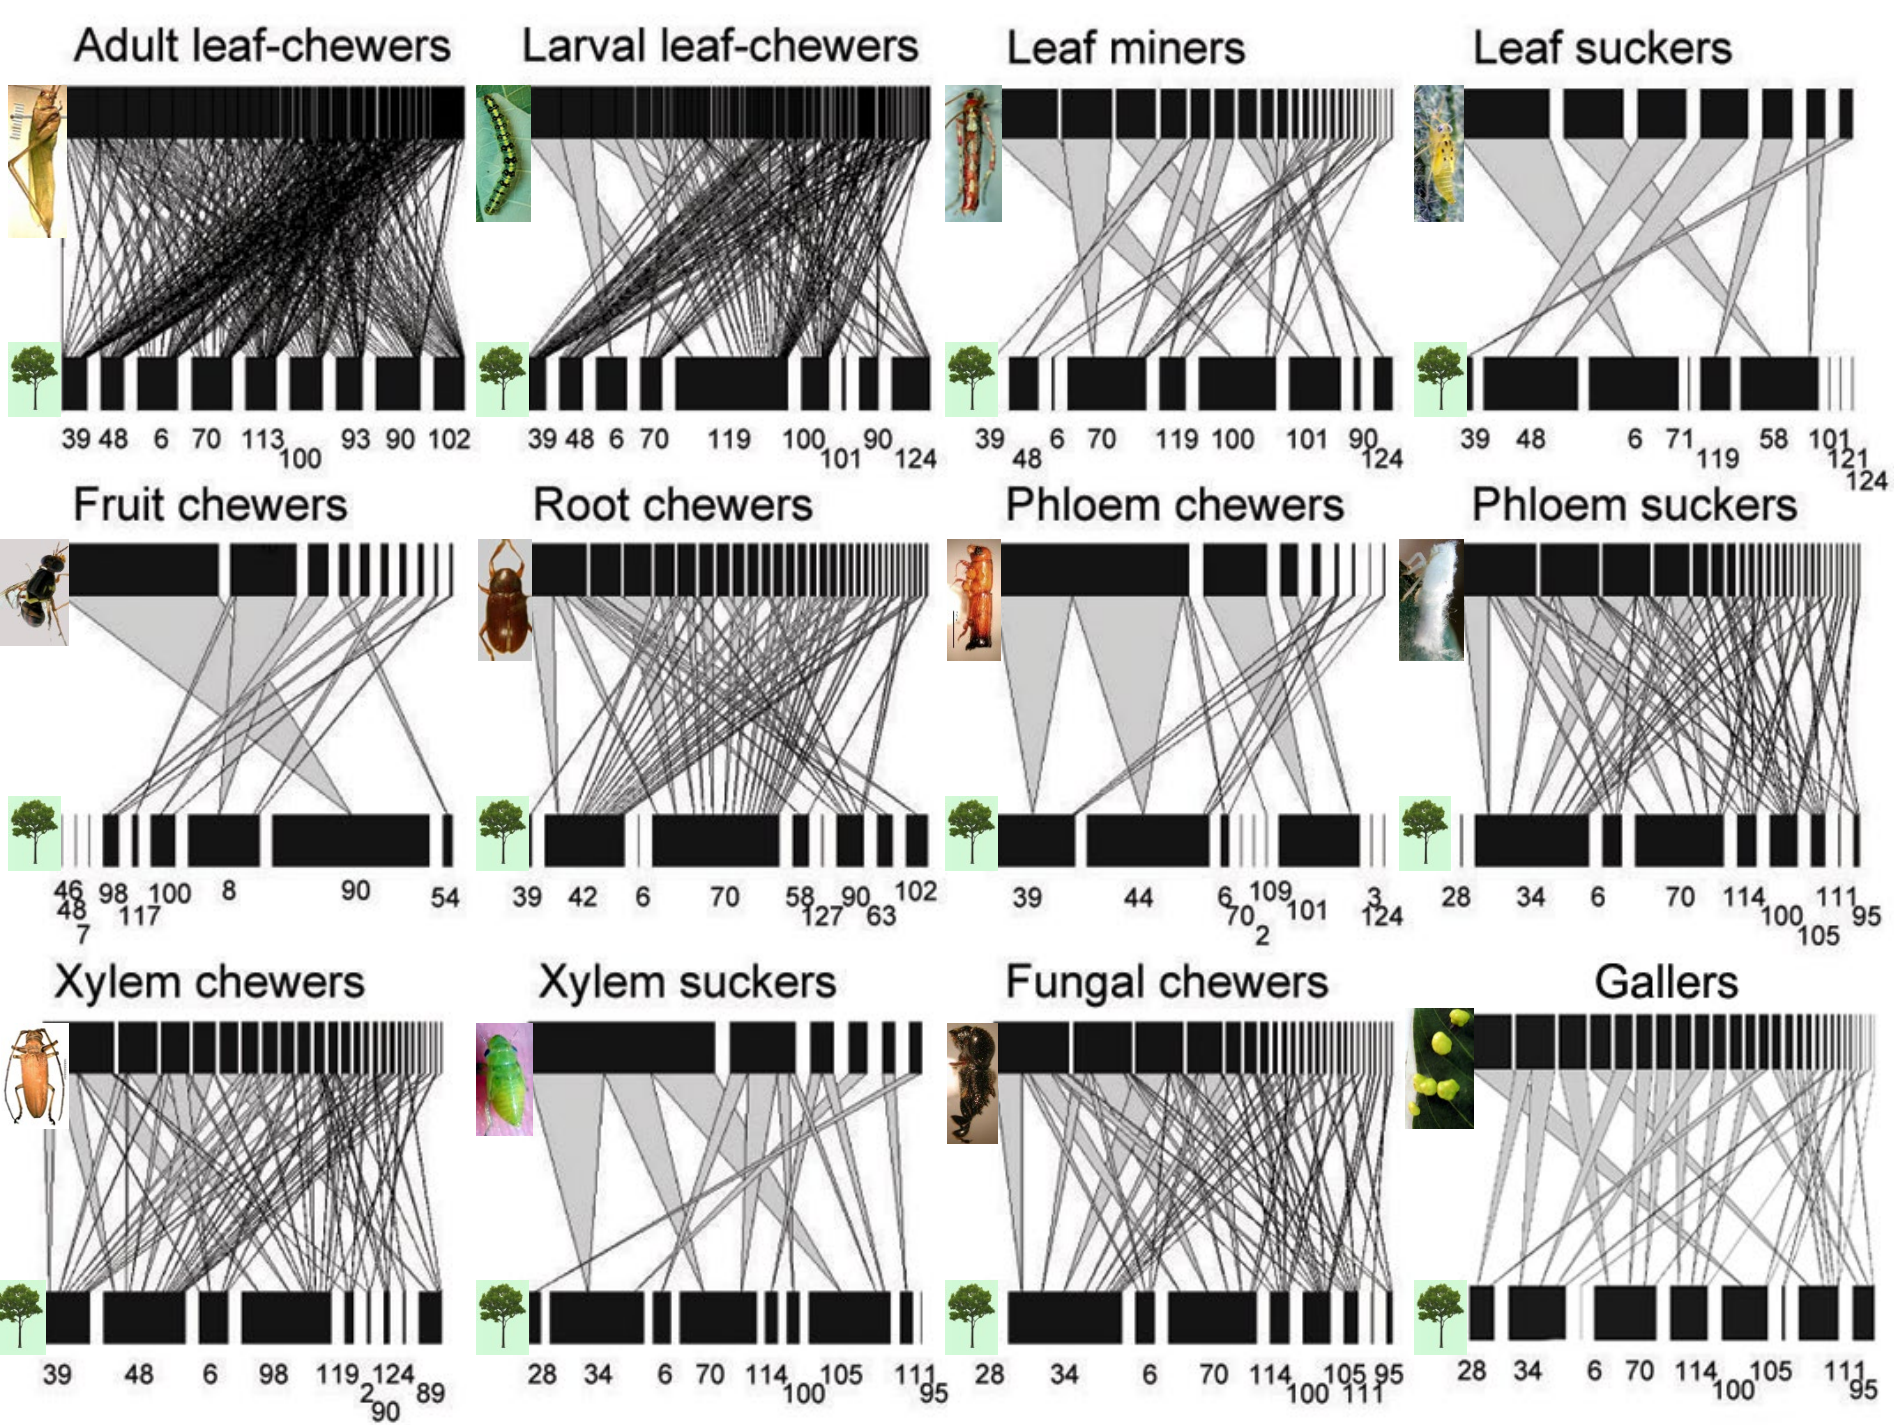 Adult leaf-chewers
Larval leaf-chewers
Leaf miners
Leaf suckers
39 48 6 70 113 100 93 90 102
39 48 6 70 119 100 101 90 124
39 48 6 70 119 100 101 90 124
39 48 6 71 119 58 101 121 124
Fruit chewers
Root chewers
Phloem chewers
Phloem suckers
46 48 7 98 117 100 8 90 54
39 42 6 70 58 127 90 63 102
39 44 6 70 109 2 101 3 124
28 34 6 70 114 100 105 111 95
Xylem chewers
Xylem suckers
Fungal chewers
Gallers
39 48 6 98 119 2 90 124 89
28 34 6 70 114 100 105 111 95
28 34 6 70 114 100 105 111 95
28 34 6 70 114 100 105 111 95